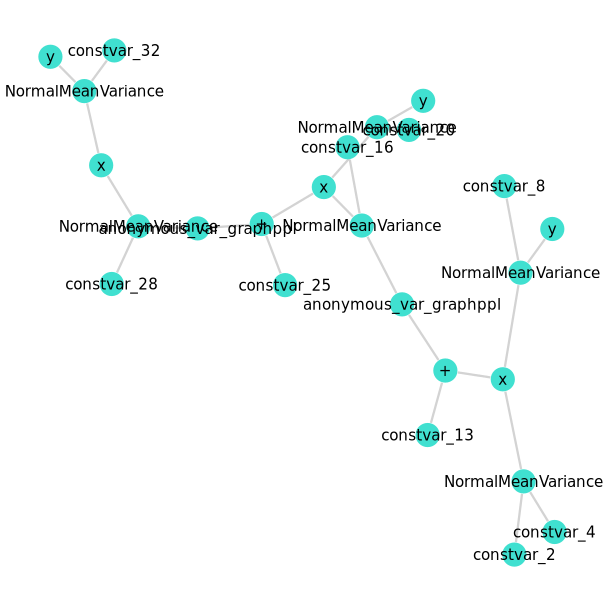 y
constvar_32
NormalMeanVariance
y
NormalMeanVariance
constvar_20
constvar_16
x
x
constvar_8
NormalMeanVariance
anonymous_var_graphppl
+
NormalMeanVariance
y
NormalMeanVariance
constvar_28
constvar_25
anonymous_var_graphppl
+
x
constvar_13
NormalMeanVariance
constvar_4
constvar_2